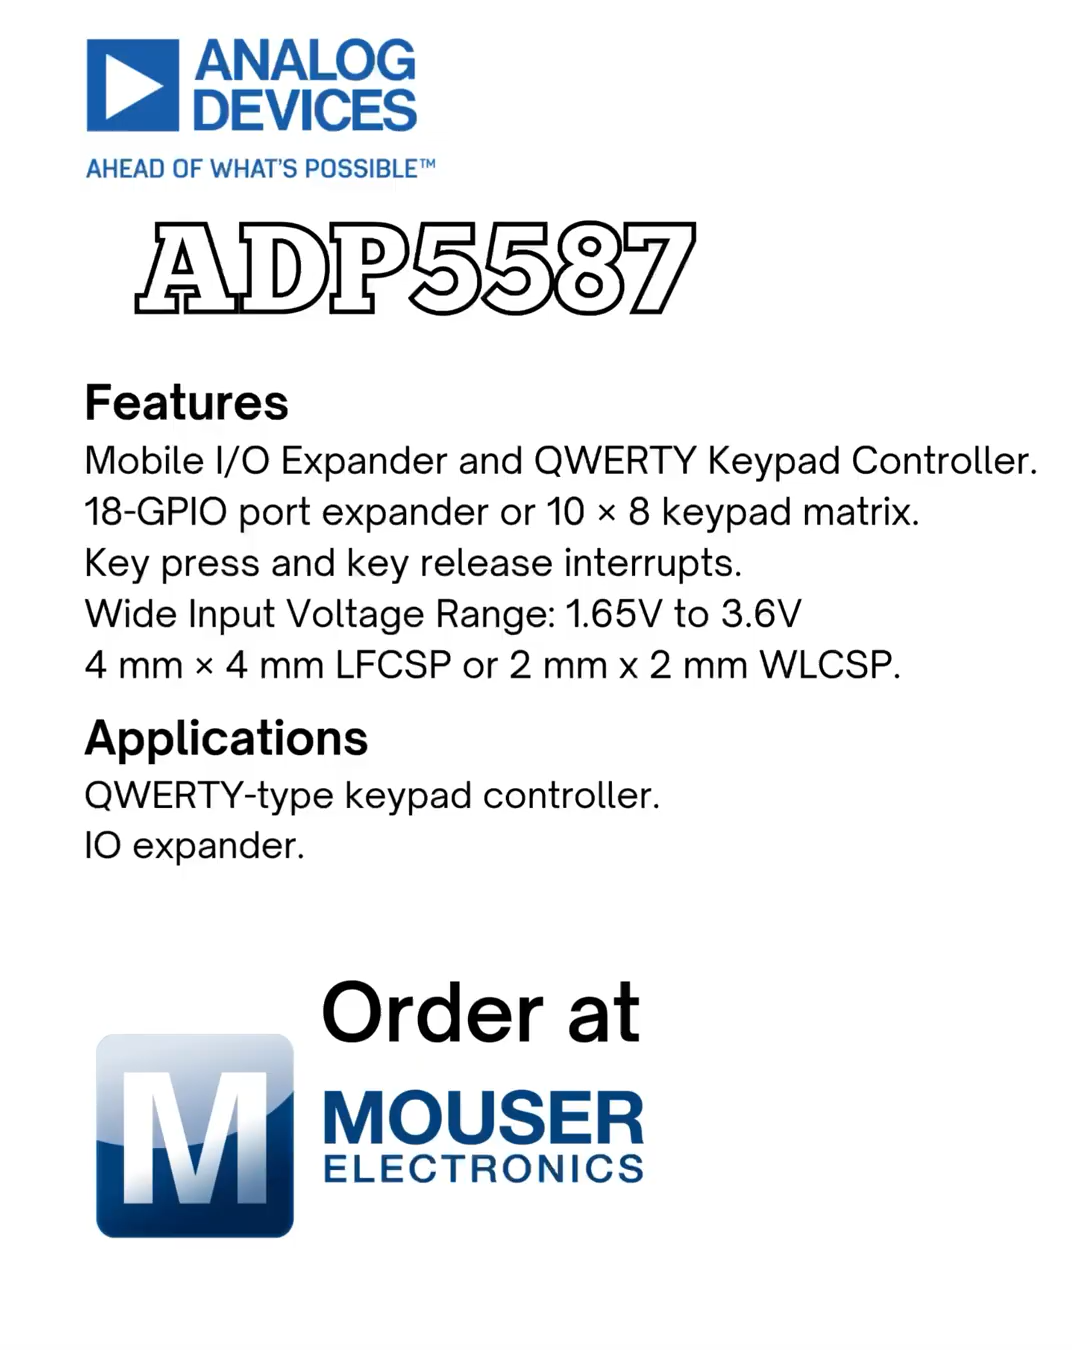 ANALOG
DEVICES
AHEAD OF WHAT'S POSSIBLE™
ADP5587
Features
Mobile I/O Expander and QWERTY Keypad Controller.
18-GPIO port expander or 10 × 8 keypad matrix.
Key press and key release interrupts.
Wide Input Voltage Range: 1.65V to 3.6V
4 mm × 4 mm LFCSP or 2 mm x 2 mm WLCSP.
Applications
QWERTY-type keypad controller.
IO expander.
Order at
M
MOUSER
ELECTRONICS